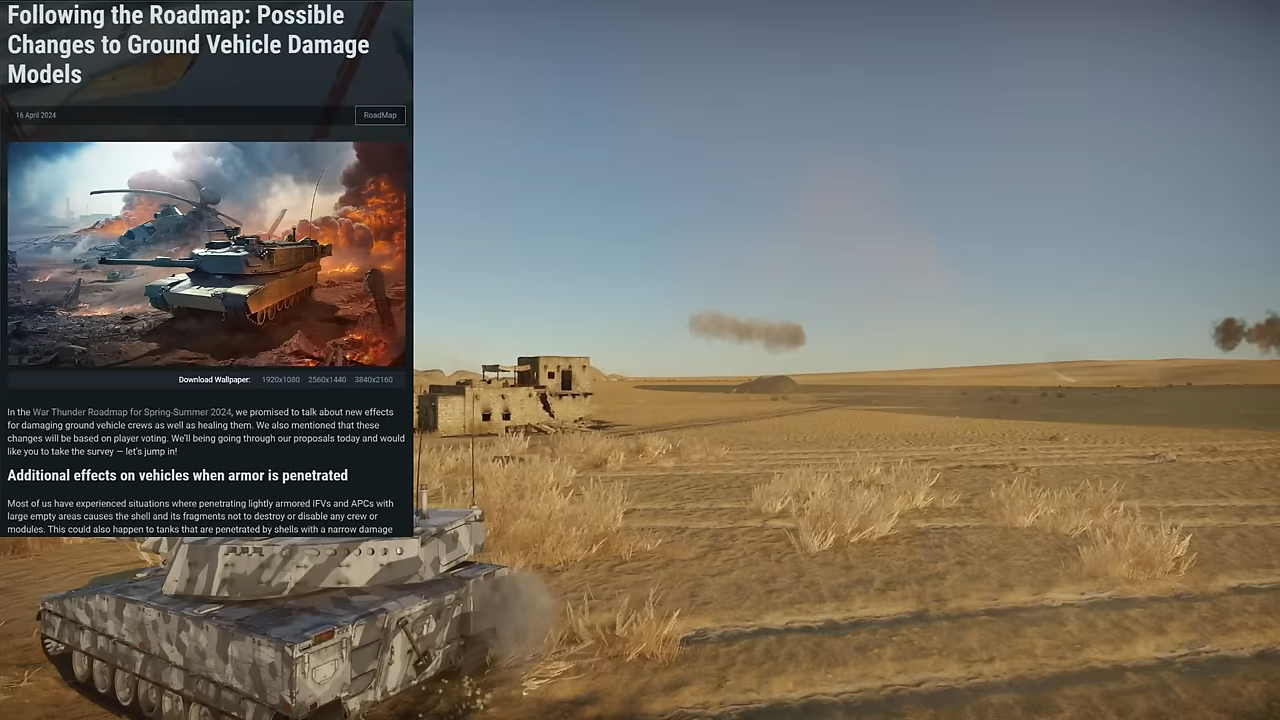 Following the Roadmap: Possible
Changes to Ground Vehicle Damage
Models
16 April 2024
RoadMap
Download Wallpaper: 1920x1080 2560x1440 3840x2160
In the War Thunder Roadmap for Spring-Summer 2024, we promised to talk about new effects
for damaging ground vehicle crews as well as healing them. We also mentioned that these
changes will be based on player voting. We'll being going through our proposals today and would
like you to take the survey — let's jump in!
Additional effects on vehicles when armor is penetrated
Most of us have experienced situations where penetrating lightly armored IFVs and APCs with
large empty areas causes the shell and its fragments not to destroy or disable any crew or
modules. This could also happen to tanks that are penetrated by shells with a narrow damage